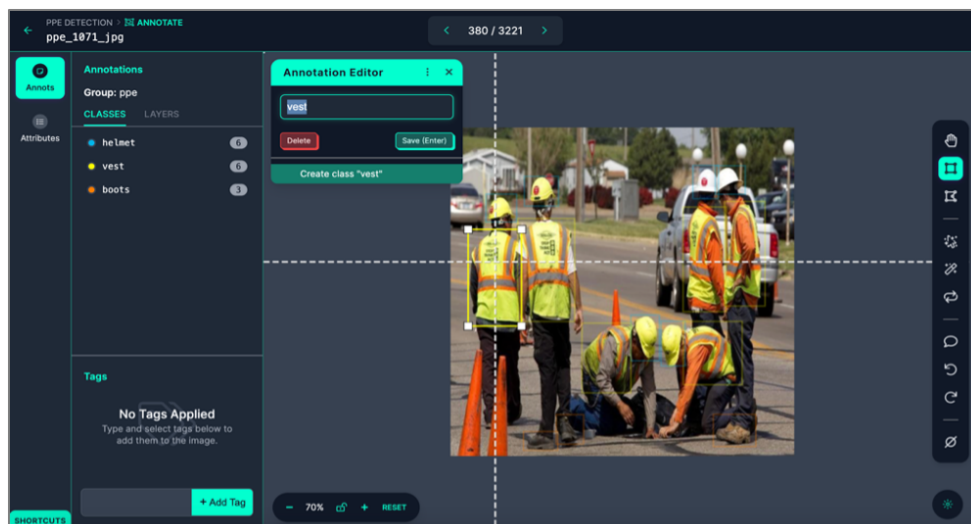 PPE DETECTION > ANNOTATE
ppe_1071_jpg
380 / 3221
Annots
Attributes
Annotations
Group: ppe
CLASSES LAYERS
helmet 6
vest 6
boots 3
Annotation Editor
vest
Delete Save (Enter)
Create class "vest"
Tags
No Tags Applied
Type and select tags below to
add them to the image.
+ Add Tag
SHORTCUTS
− 70% + RESET